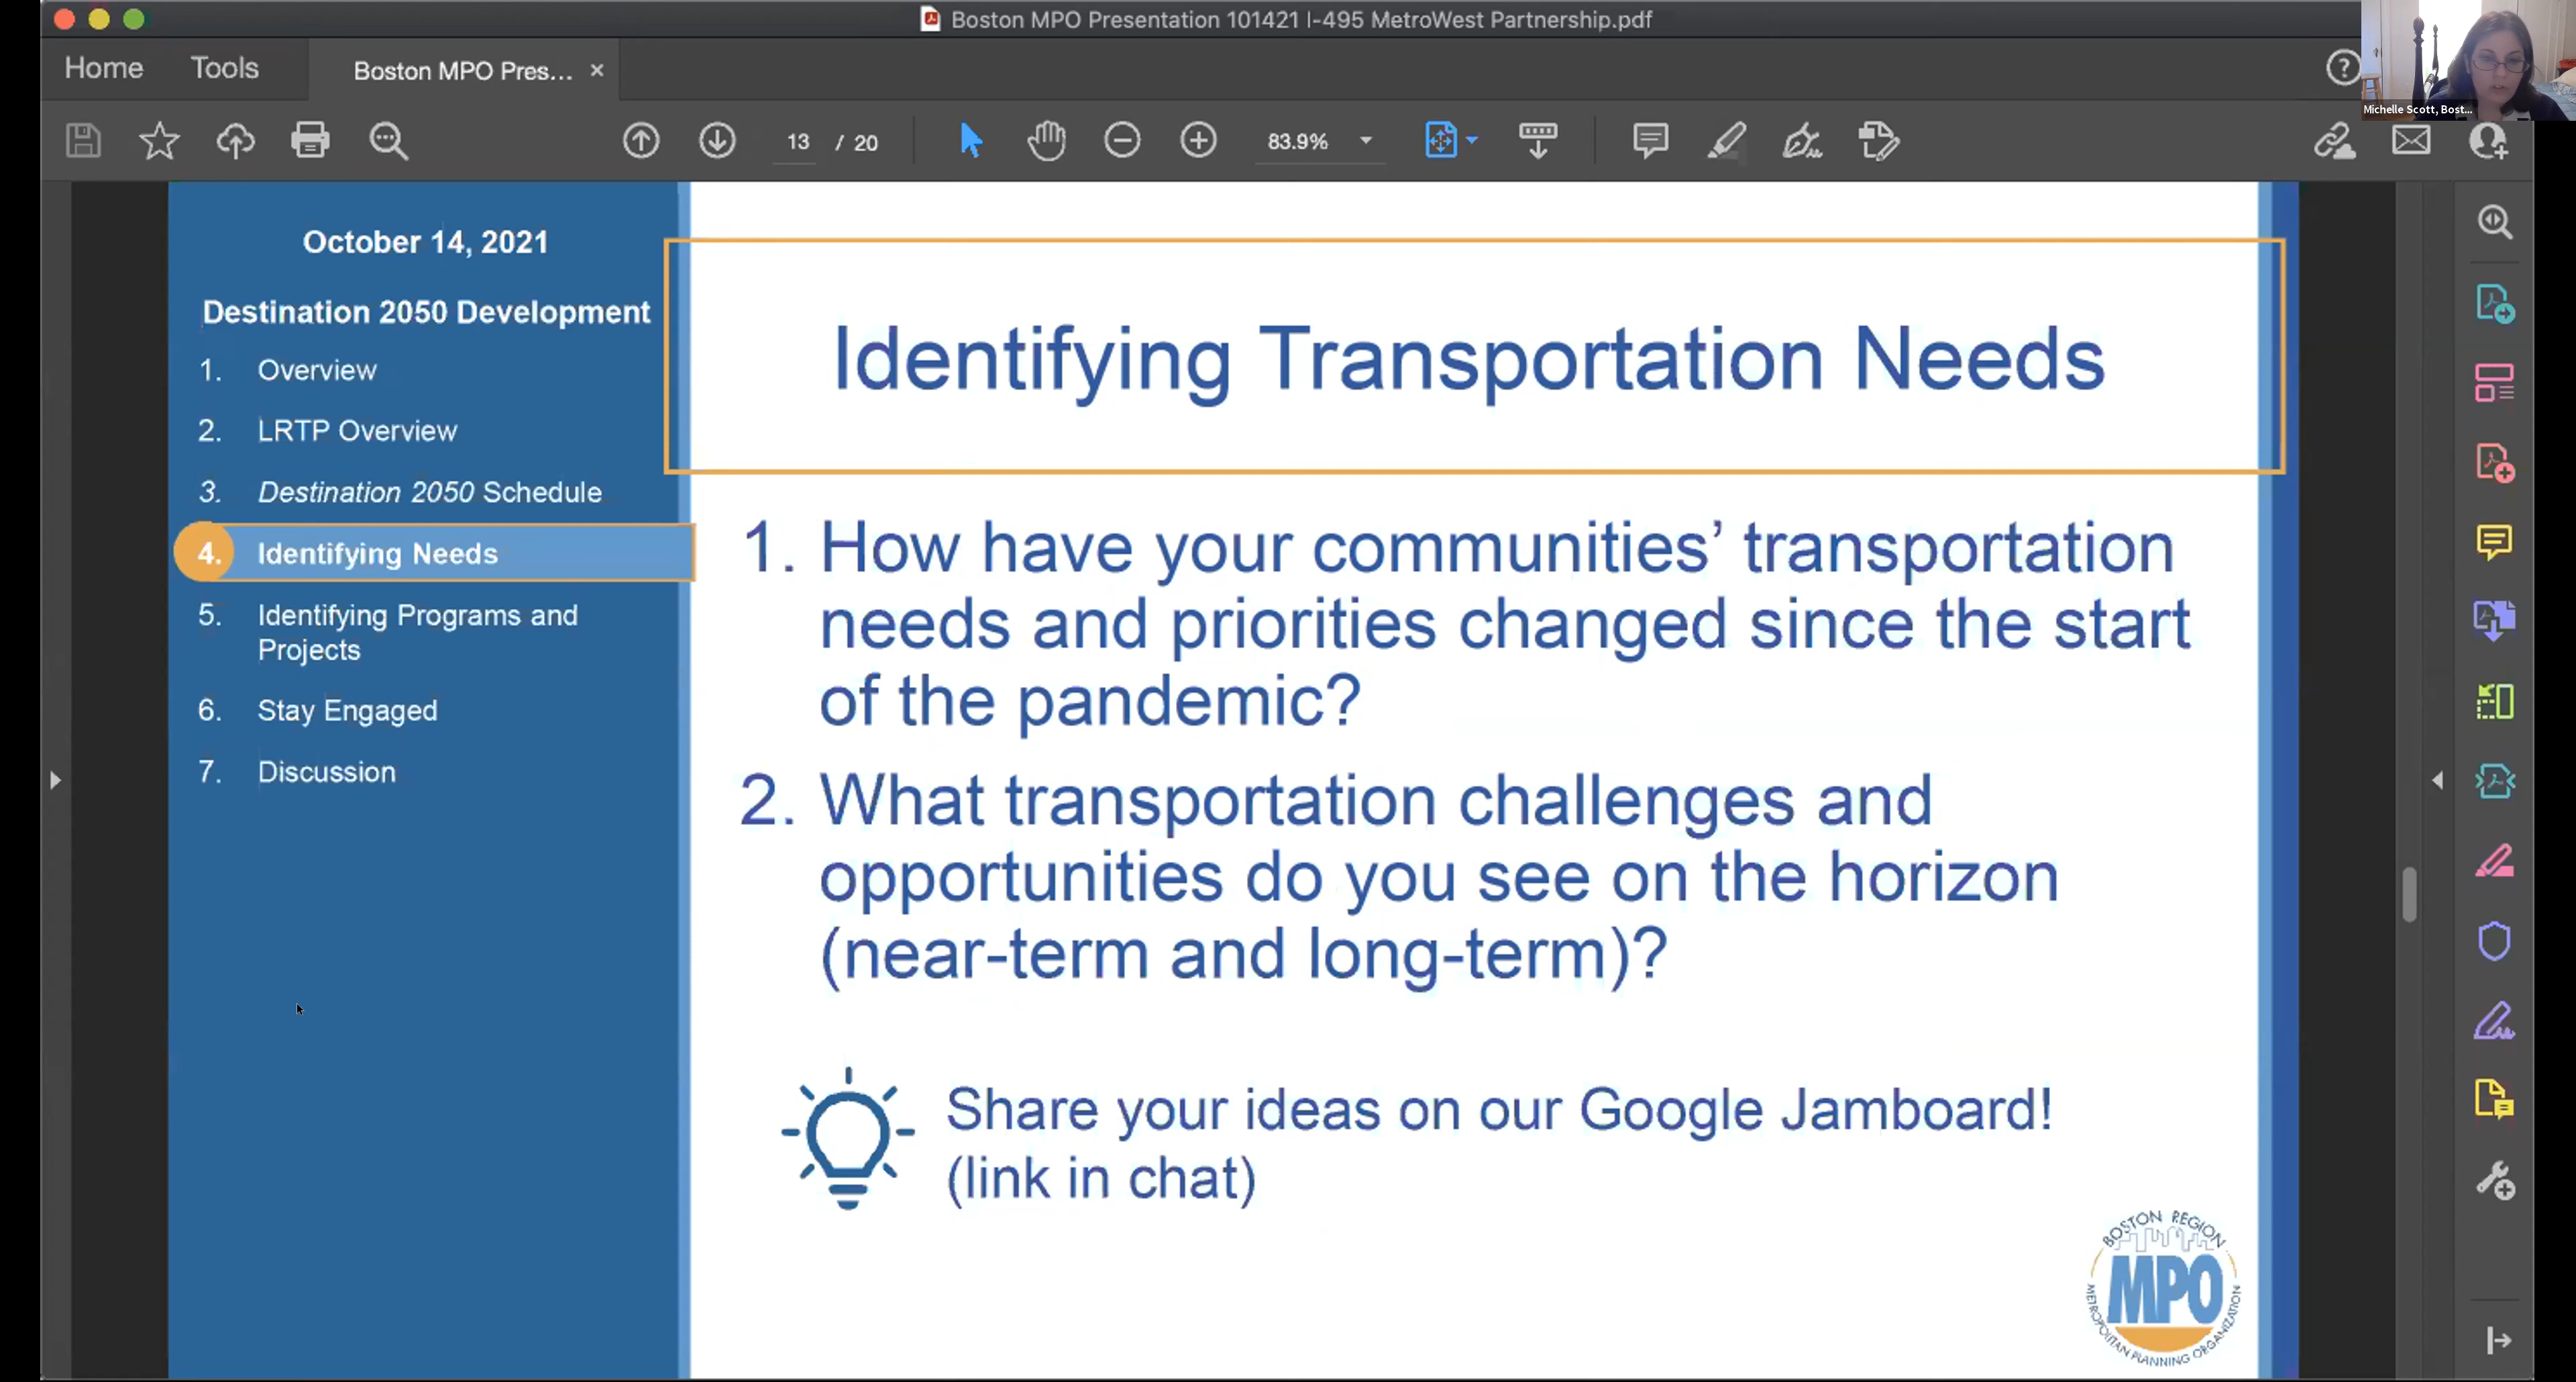 Boston MPO Presentation 101421 I-495 MetroWest Partnership.pdf
Home
Tools
Boston MPO Pres...
Michelle Scott, Bost...
13 / 20
83.9%
October 14, 2021
Destination 2050 Development
1. Overview
2. LRTP Overview
3. Destination 2050 Schedule
4. Identifying Needs
5. Identifying Programs and
Projects
6. Stay Engaged
7. Discussion
Identifying Transportation Needs
1. How have your communities’ transportation
needs and priorities changed since the start
of the pandemic?
2. What transportation challenges and
opportunities do you see on the horizon
(near-term and long-term)?
Share your ideas on our Google Jamboard!
(link in chat)
BOSTON REGION
MPO
METROPOLITAN PLANNING ORGANIZATION